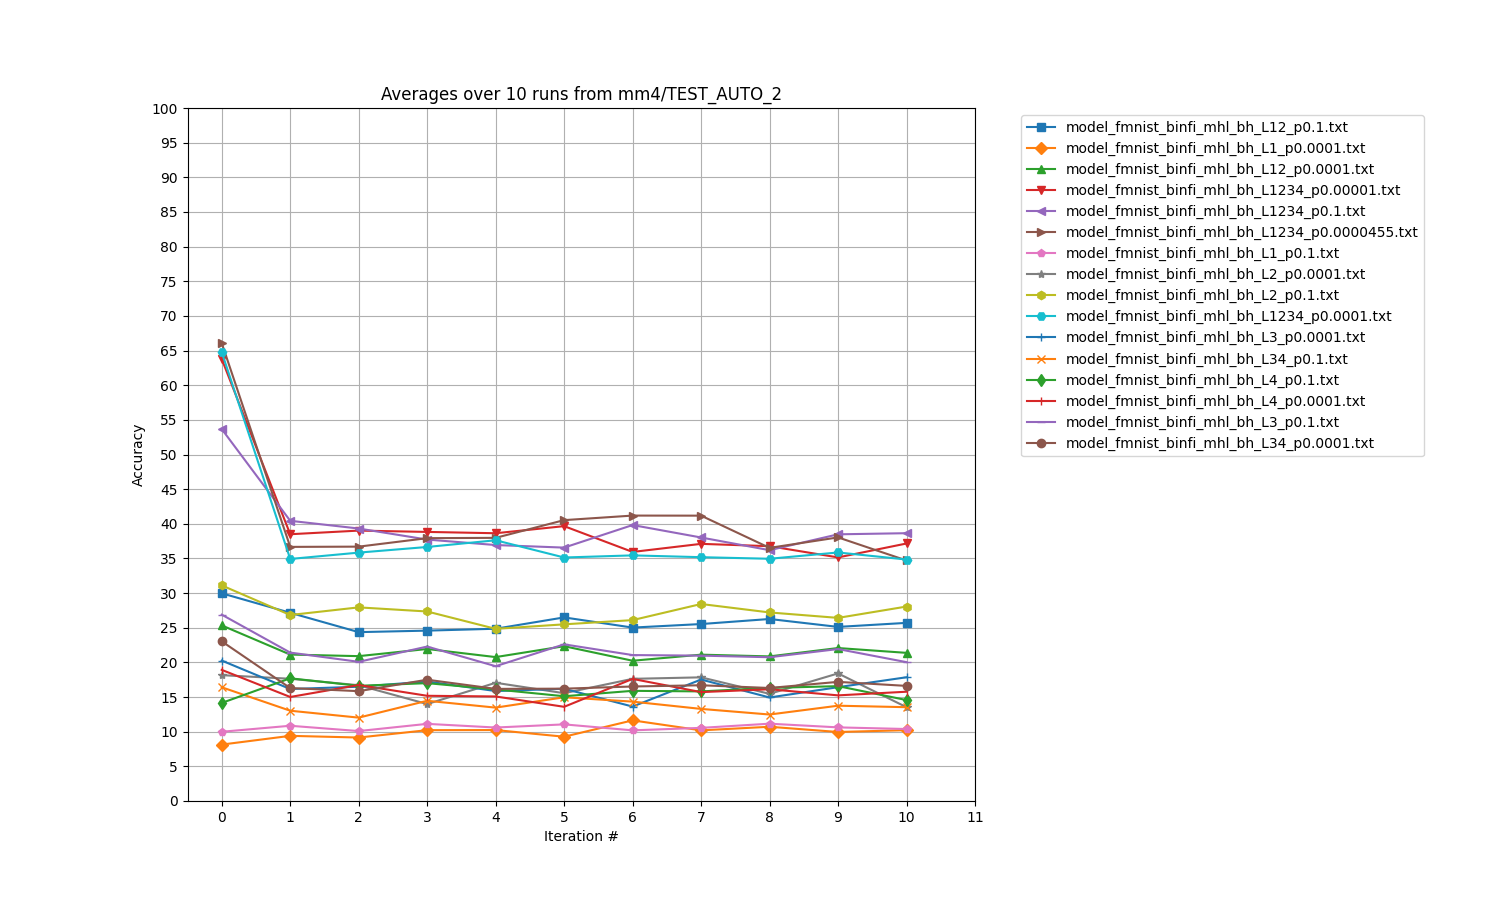 Averages over 10 runs from mm4/TEST_AUTO_2
100
95
90
85
80
75
70
65
60
55
50
45
40
35
30
25
20
15
10
5
0
Accuracy
0 1 2 3 4 5 6 7 8 9 10 11
Iteration #
model_fmnist_binfi_mhl_bh_L12_p0.1.txt
model_fmnist_binfi_mhl_bh_L1_p0.0001.txt
model_fmnist_binfi_mhl_bh_L12_p0.0001.txt
model_fmnist_binfi_mhl_bh_L1234_p0.00001.txt
model_fmnist_binfi_mhl_bh_L1234_p0.1.txt
model_fmnist_binfi_mhl_bh_L1234_p0.0000455.txt
model_fmnist_binfi_mhl_bh_L1_p0.1.txt
model_fmnist_binfi_mhl_bh_L2_p0.0001.txt
model_fmnist_binfi_mhl_bh_L2_p0.1.txt
model_fmnist_binfi_mhl_bh_L1234_p0.0001.txt
model_fmnist_binfi_mhl_bh_L3_p0.0001.txt
model_fmnist_binfi_mhl_bh_L34_p0.1.txt
model_fmnist_binfi_mhl_bh_L4_p0.1.txt
model_fmnist_binfi_mhl_bh_L4_p0.0001.txt
model_fmnist_binfi_mhl_bh_L3_p0.1.txt
model_fmnist_binfi_mhl_bh_L34_p0.0001.txt